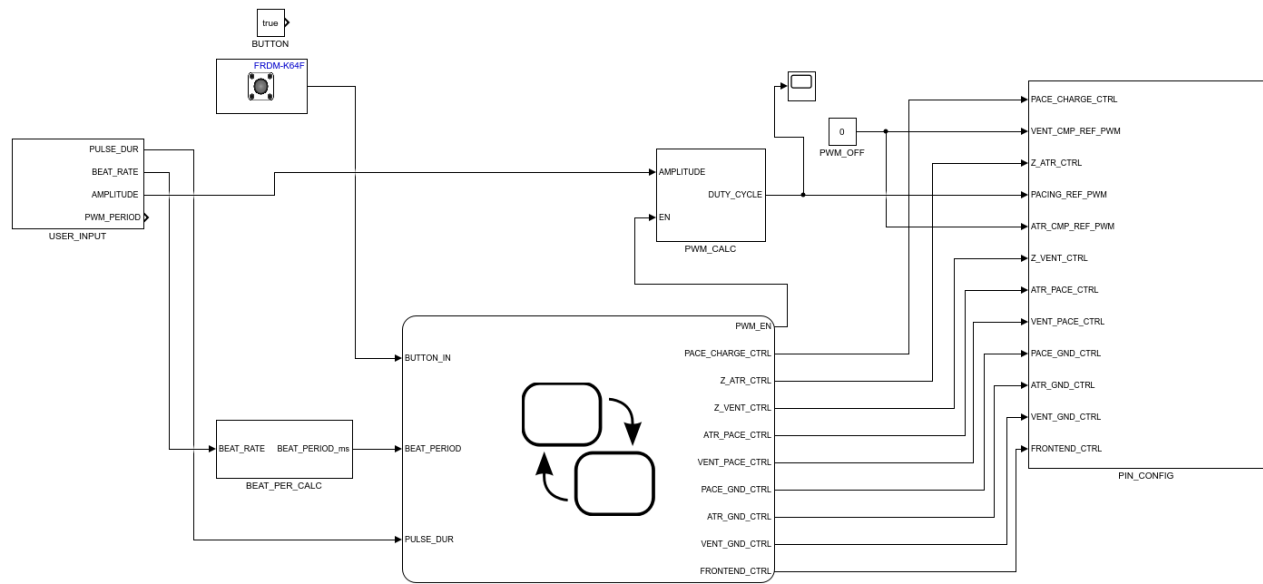 true
BUTTON
FRDM-K64F
PULSE_DUR
BEAT_RATE
AMPLITUDE
PWM_PERIOD
USER_INPUT
AMPLITUDE
DUTY_CYCLE
EN
PWM_CALC
0
PWM_OFF
PACE_CHARGE_CTRL
VENT_CMP_REF_PWM
Z_ATR_CTRL
PACING_REF_PWM
ATR_CMP_REF_PWM
Z_VENT_CTRL
ATR_PACE_CTRL
VENT_PACE_CTRL
PACE_GND_CTRL
ATR_GND_CTRL
VENT_GND_CTRL
FRONTEND_CTRL
PIN_CONFIG
BEAT_RATE
BEAT_PERIOD_ms
BEAT_PER_CALC
BUTTON_IN
BEAT_PERIOD
PULSE_DUR
PWM_EN
PACE_CHARGE_CTRL
Z_ATR_CTRL
Z_VENT_CTRL
ATR_PACE_CTRL
VENT_PACE_CTRL
PACE_GND_CTRL
ATR_GND_CTRL
VENT_GND_CTRL
FRONTEND_CTRL